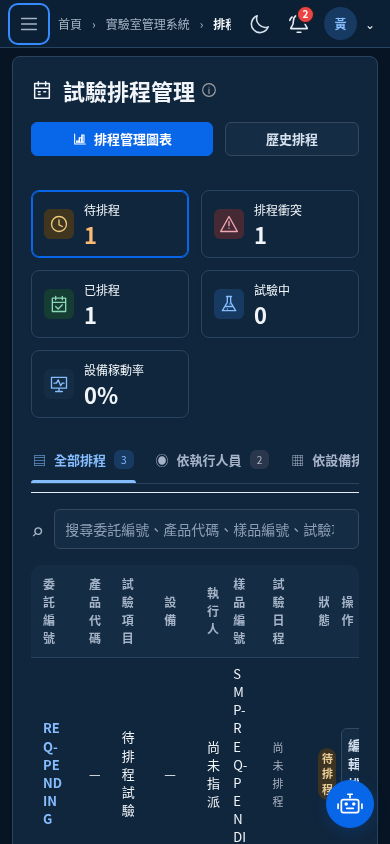 首頁 › 實驗室管理系統 › 排程
2
黃
試驗排程管理
排程管理圖表
歷史排程
待排程
1
排程衝突
1
已排程
1
試驗中
0
設備稼動率
0%
全部排程 3
依執行人員 2
依設備排
搜尋委託編號、產品代碼、樣品編號、試驗項
委託編號
產品代碼
試驗項目
設備
執行人
樣品編號
試驗日程
狀態
操作
REQ-PENDING
—
待排程試驗
—
尚未指派
SMP-REQ-PENDI
尚未排程
待排程
編輯